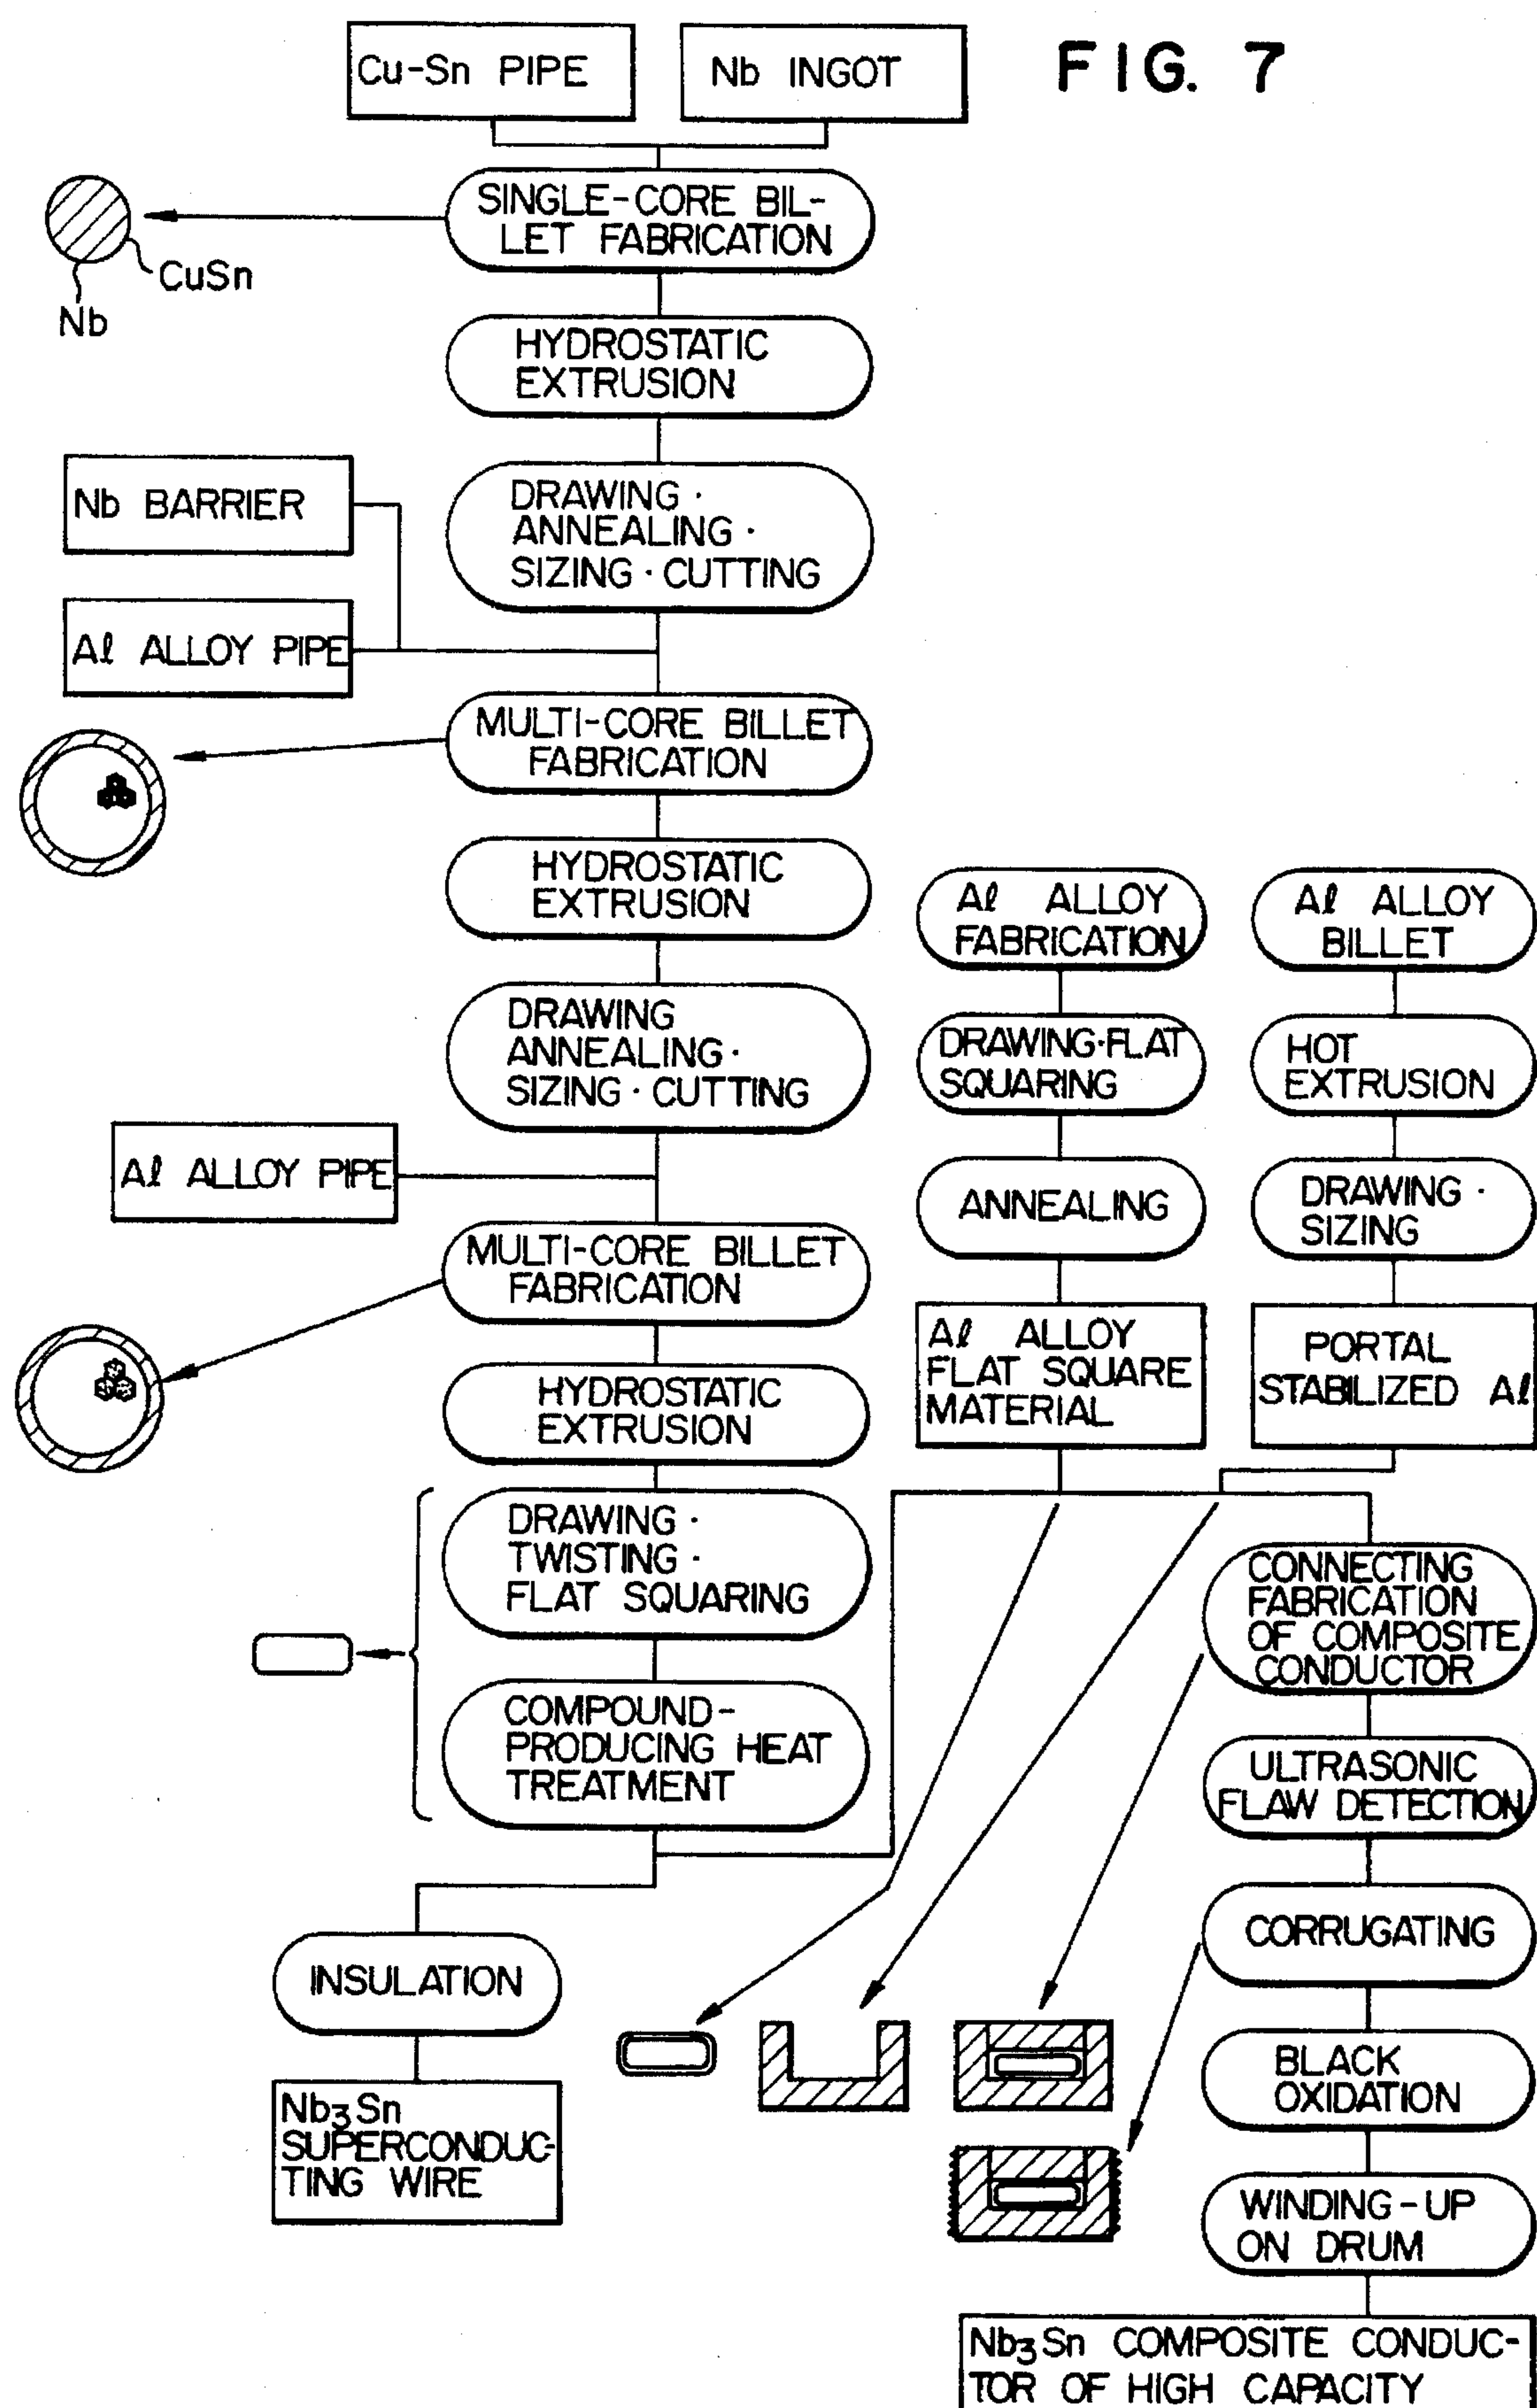 FIG. 7
Cu-Sn PIPE
Nb INGOT
SINGLE-CORE BIL-
LET FABRICATION
CuSn
Nb
HYDROSTATIC
EXTRUSION
Nb BARRIER
DRAWING ·
ANNEALING ·
SIZING · CUTTING
Al ALLOY PIPE
MULTI-CORE BILLET
FABRICATION
HYDROSTATIC
EXTRUSION
DRAWING
ANNEALING ·
SIZING · CUTTING
Al ALLOY PIPE
MULTI-CORE BILLET
FABRICATION
HYDROSTATIC
EXTRUSION
DRAWING ·
TWISTING ·
FLAT SQUARING
COMPOUND-
PRODUCING HEAT
TREATMENT
INSULATION
Nb3Sn
SUPERCONDUC-
TING WIRE
Al ALLOY
FABRICATION
DRAWING·FLAT
SQUARING
ANNEALING
Al ALLOY
FLAT SQUARE
MATERIAL
Al ALLOY
BILLET
HOT
EXTRUSION
DRAWING ·
SIZING
PORTAL
STABILIZED Al
CONNECTING
FABRICATION
OF COMPOSITE
CONDUCTOR
ULTRASONIC
FLAW DETECTION
CORRUGATING
BLACK
OXIDATION
WINDING-UP
ON DRUM
Nb3Sn COMPOSITE CONDUC-
TOR OF HIGH CAPACITY